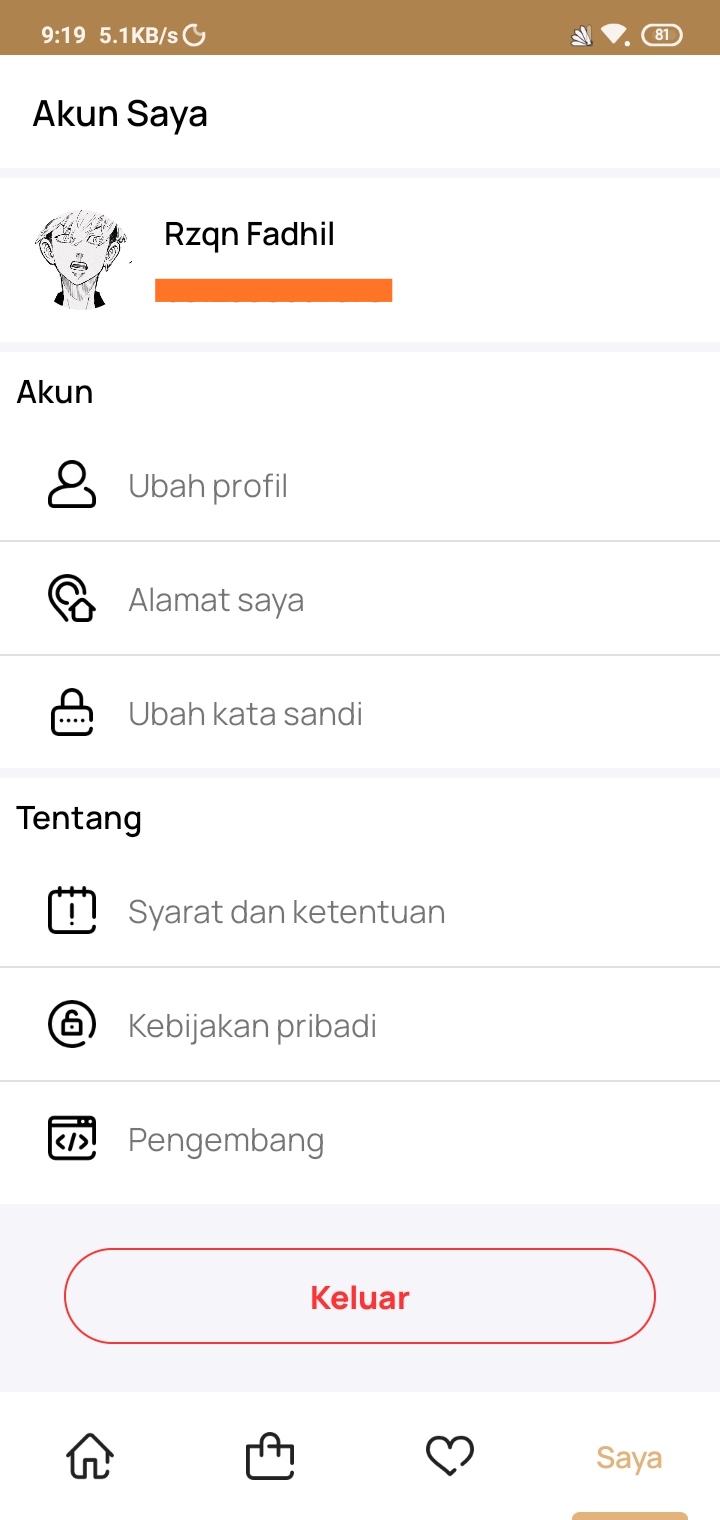 9:19 5.1KB/s
81
Akun Saya
Rzqn Fadhil
Akun
Ubah profil
Alamat saya
Ubah kata sandi
Tentang
Syarat dan ketentuan
Kebijakan pribadi
Pengembang
Keluar
Saya